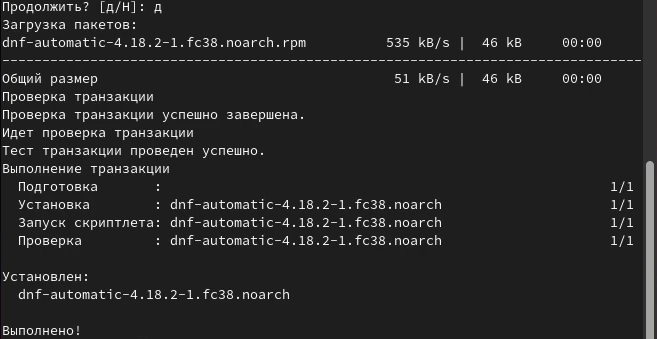 Продолжить? [д/Н]: д
Загрузка пакетов:
dnf-automatic-4.18.2-1.fc38.noarch.rpm 535 kB/s | 46 kB 00:00
--------------------------------------------------------------------------------
Общий размер 51 kB/s | 46 kB 00:00
Проверка транзакции
Проверка транзакции успешно завершена.
Идет проверка транзакции
Тест транзакции проведен успешно.
Выполнение транзакции
Подготовка : 1/1
Установка : dnf-automatic-4.18.2-1.fc38.noarch 1/1
Запуск скриптлета: dnf-automatic-4.18.2-1.fc38.noarch 1/1
Проверка : dnf-automatic-4.18.2-1.fc38.noarch 1/1
Установлен:
dnf-automatic-4.18.2-1.fc38.noarch
Выполнено!